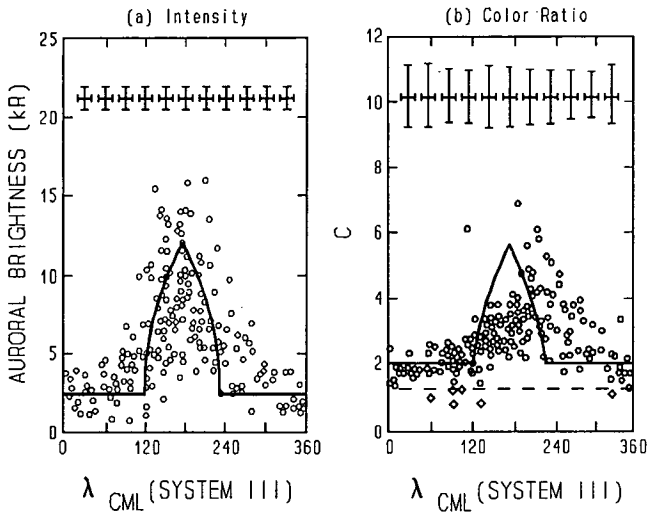 (a) Intensity
25
20
15
10
5
0
AURORAL BRIGHTNESS (kR)
0 120 240 360
λ CML (SYSTEM III)
(b) Color Ratio
12
10
8
6
4
2
0
C
0 120 240 360
λ CML (SYSTEM III)